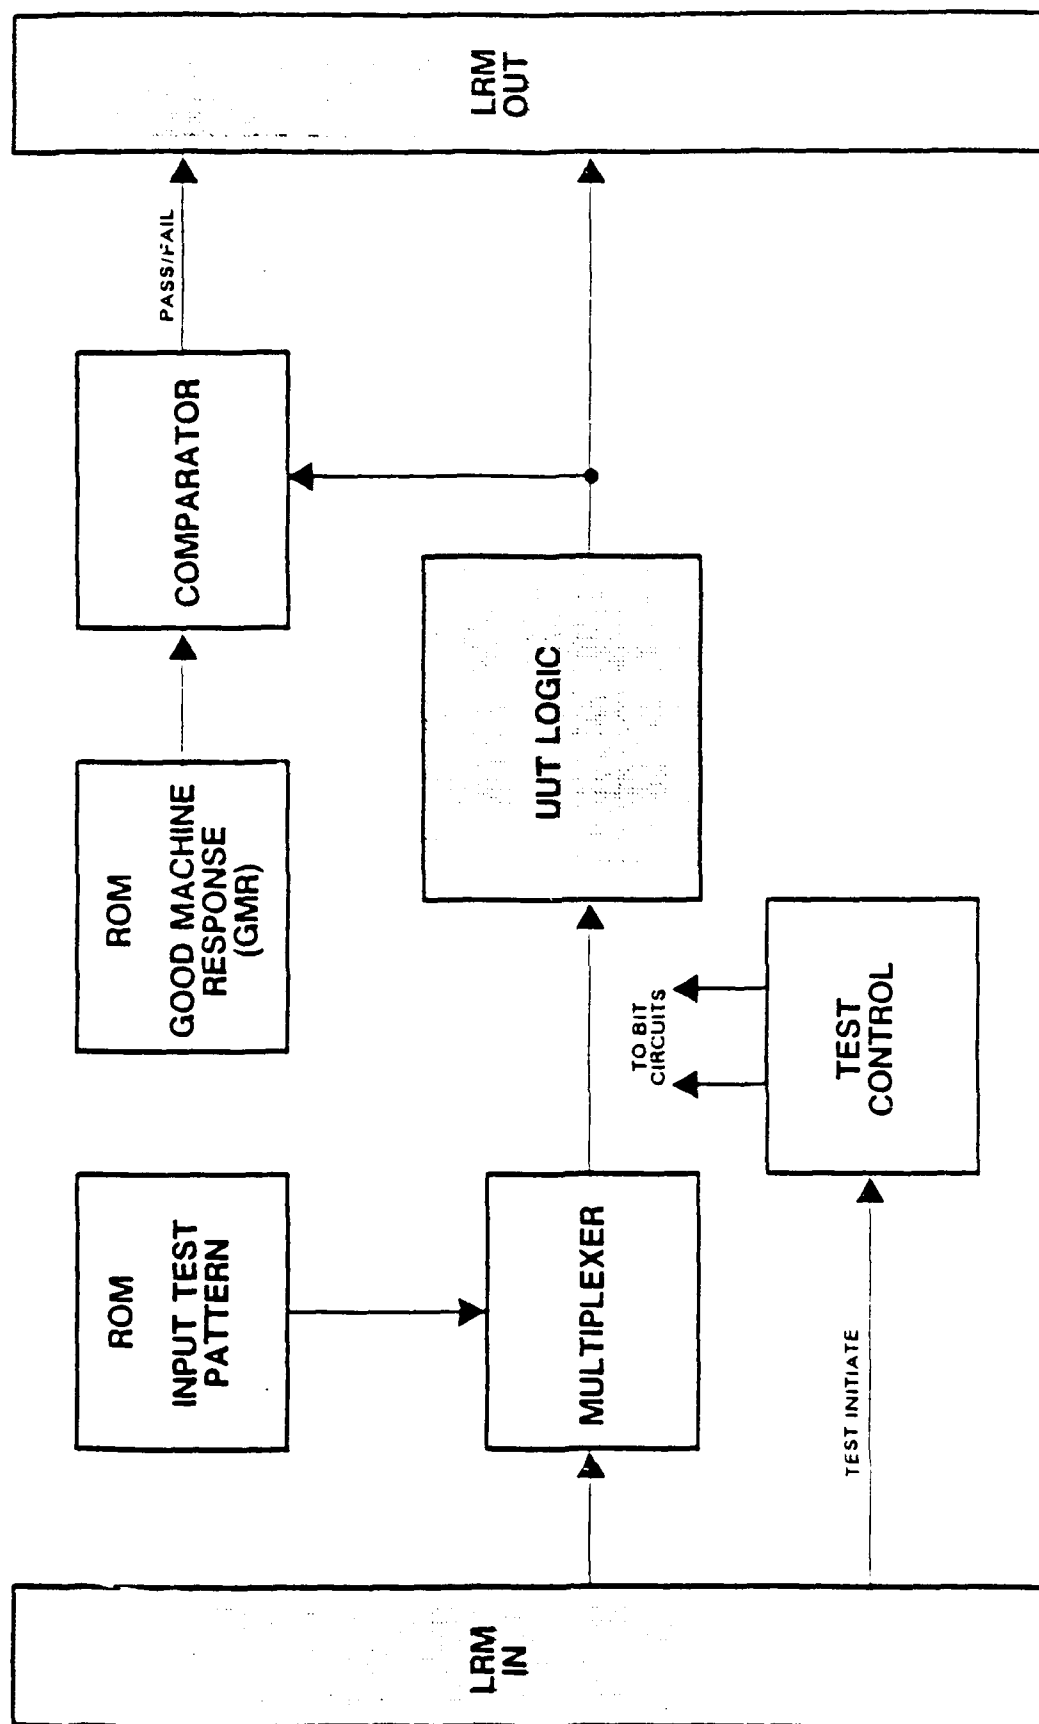 LRM
IN
ROM
INPUT TEST
PATTERN
MULTIPLEXER
TEST INITIATE
ROM
GOOD MACHINE
RESPONSE
(GMR)
TO BIT
CIRCUITS
TEST
CONTROL
UUT LOGIC
COMPARATOR
PASS/FAIL
LRM
OUT